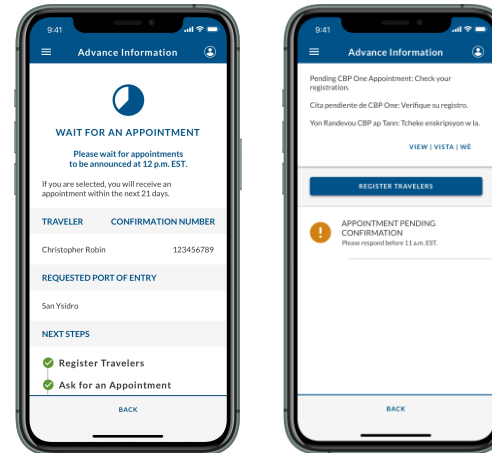 9:41
Advance Information
WAIT FOR AN APPOINTMENT
Please wait for appointments
to be announced at 12 p.m. EST.
If you are selected, you will receive an
appointment within the next 21 days.
TRAVELER CONFIRMATION NUMBER
Christopher Robin 123456789
REQUESTED PORT OF ENTRY
San Ysidro
NEXT STEPS
Register Travelers
Ask for an Appointment
BACK
9:41
Advance Information
Pending CBP One Appointment: Check your
registration.
Cita pendiente de CBP One: Verifique su registro.
Yon Randevou CBP ap Tann: Tcheke enskripsyon w la.
VIEW | VISTA | WÈ
REGISTER TRAVELERS
APPOINTMENT PENDING
CONFIRMATION
Please respond before 11 a.m. EST.
BACK